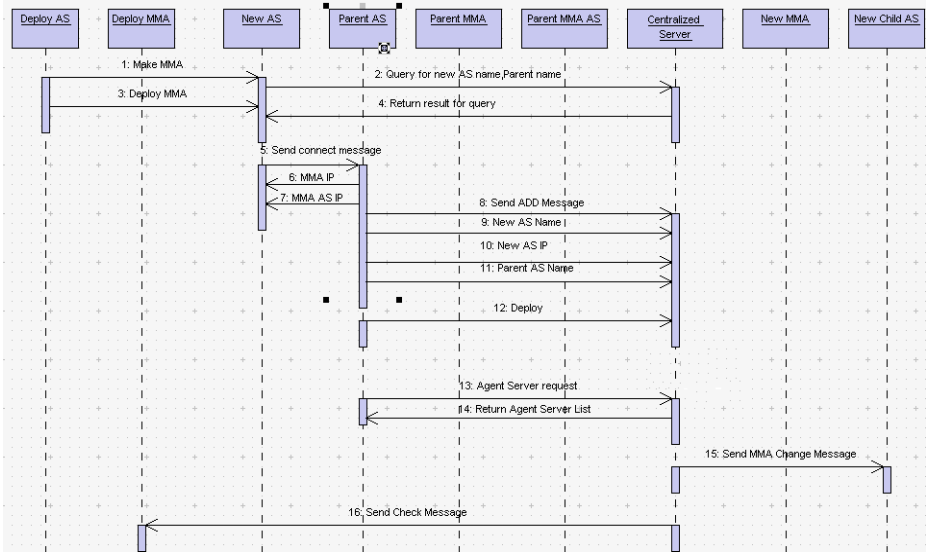 Deploy AS
Deploy MMA
New AS
Parent AS
Parent MMA
Parent MMA AS
Centralized
Server
New MMA
New Child AS
1: Make MMA
2: Query for new AS name,Parent name
3: Deploy MMA
4: Return result for query
5: Send connect message
6: MMA IP
7: MMA AS IP
8: Send ADD Message
9: New AS Name
10: New AS IP
11: Parent AS Name
12: Deploy
13: Agent Server request
14: Return Agent Server List
15: Send MMA Change Message
16: Send Check Message